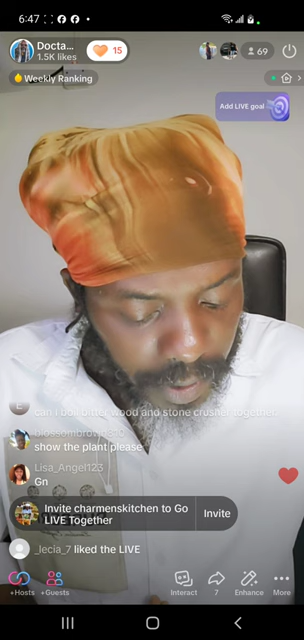 6:47
Docta...
1.5K likes
15
69
Weekly Ranking
Add LIVE goal
E
can i boil bitter wood and stone crusher together
show the plant please
Lisa_Angel123
Gn
Invite charmenskitchen to Go
LIVE Together
Invite
_lecia_7 liked the LIVE
+Hosts
+Guests
Interact
7
Enhance
More